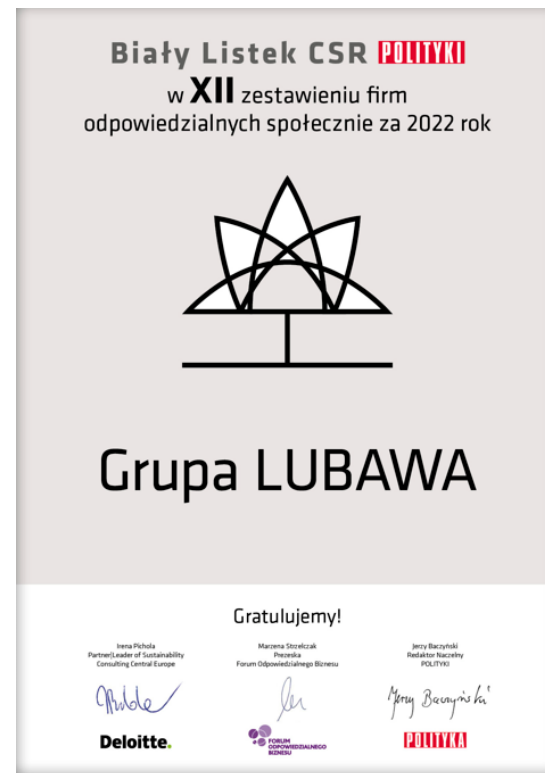 Biały Listek CSR POLITYKI
w XII zestawieniu firm
odpowiedzialnych społecznie za 2022 rok
Grupa LUBAWA
Gratulujemy!
Irena Pichola
Partner|Leader of Sustainability
Consulting Central Europe
Marzena Strzelczak
Prezeska
Forum Odpowiedzialnego Biznesu
Jerzy Baczyński
Redaktor Naczelny
POLITYKI
Jerzy Baczyński
Deloitte.
FORUM
ODPOWIEDZIALNEGO
BIZNESU
POLITYKA